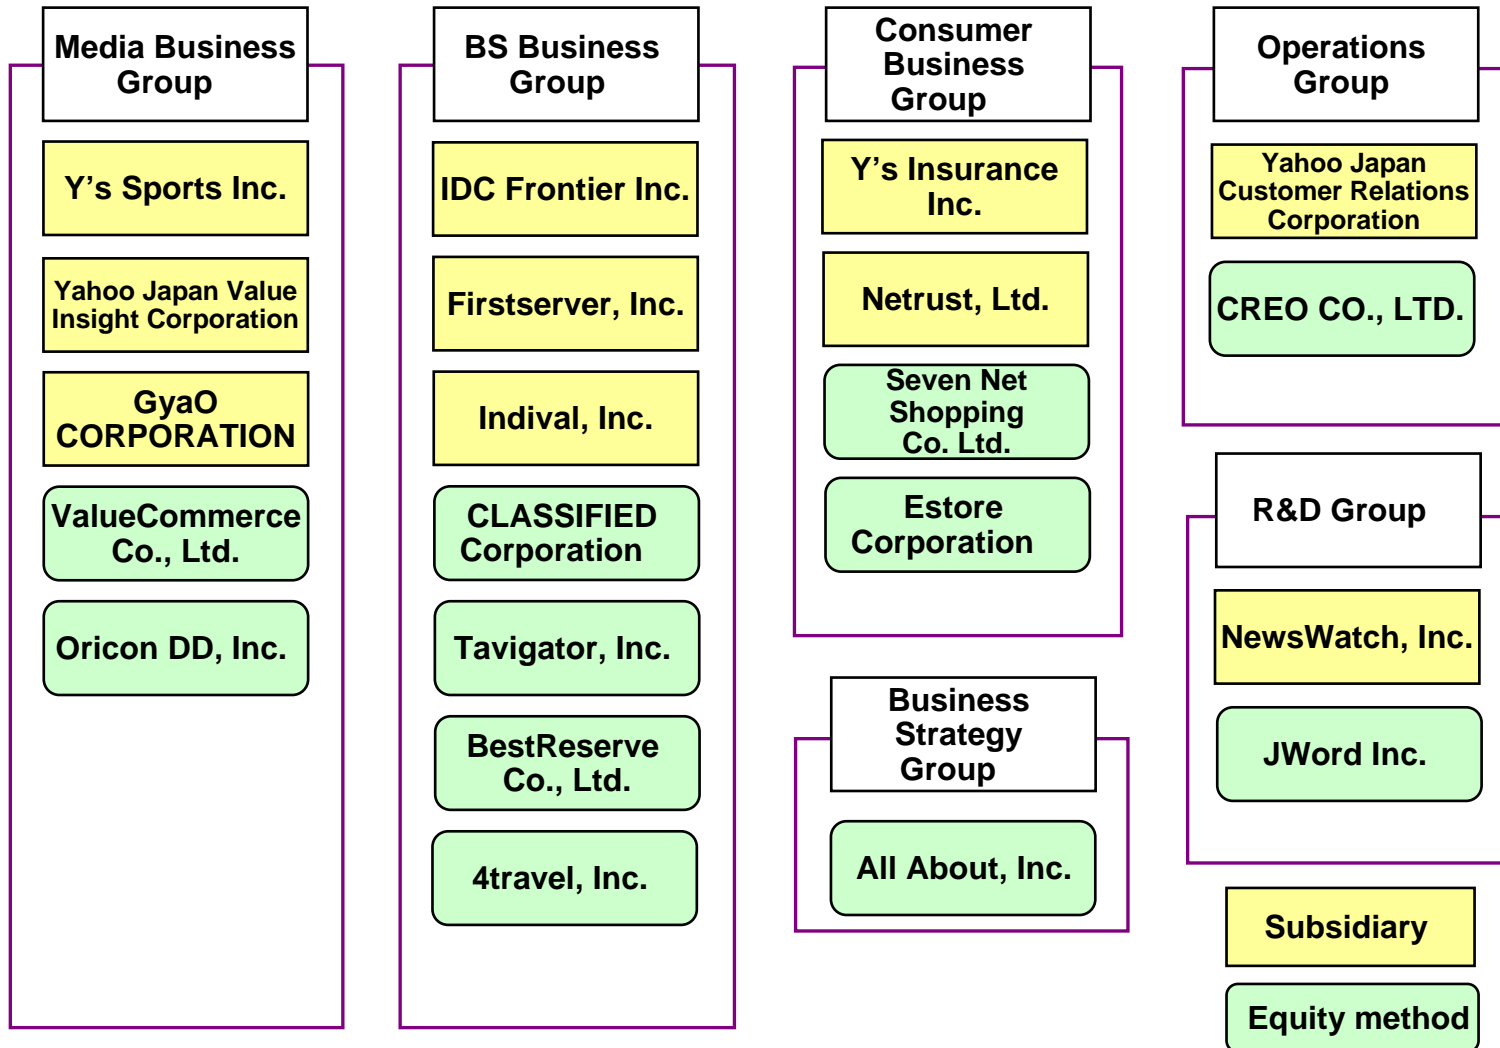 Media Business
Group
Y's Sports Inc.
Yahoo Japan Value
Insight Corporation
GyaO
CORPORATION
ValueCommerce
Co., Ltd.
Oricon DD, Inc.
BS Business
Group
IDC Frontier Inc.
Firstserver, Inc.
Indival, Inc.
CLASSIFIED
Corporation
Tavigator, Inc.
BestReserve
Co., Ltd.
4travel, Inc.
Consumer
Business
Group
Y's Insurance
Inc.
Netrust, Ltd.
Seven Net
Shopping
Co. Ltd.
Estore
Corporation
Business
Strategy
Group
All About, Inc.
Operations
Group
Yahoo Japan
Customer Relations
Corporation
CREO CO., LTD.
R&D Group
NewsWatch, Inc.
JWord Inc.
Subsidiary
Equity method